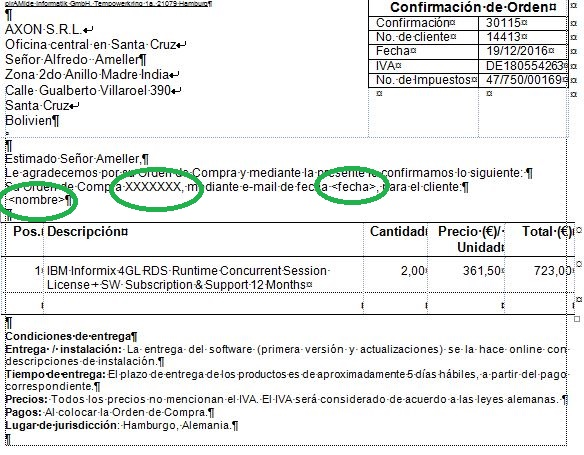 pirAMide Informatik GmbH, Tempowerkring 1a, 21079 Hamburg¶
¶
AXON S.R.L.
Oficina central en Santa Cruz
Señor Alfredo Ameller¶
Zona 2do Anillo Madre India
Calle Gualberto Villaroel 390
Santa Cruz
Bolivien
Confirmación de Orden¤
Confirmación¤ 30115¤
No. de cliente¤ 14413¤
Fecha¤ 19/12/2016¤
IVA¤ DE180554263¤
No. de Impuestos¤ 47/750/00169¤
¤ ¤
¶
Estimado Señor Ameller,¶
Le agradecemos por su Orden de Compra y mediante la presente le confirmamos lo siguiente: ¶
Su Orden de Compra XXXXXXX, mediante e-mail de fecha <fecha>, para el cliente:¶
<nombre>¶
¶
Pos.¤ Descripción¤ Cantidad¤ Precio (€)/ Unidad¤ Total (€)¤
1¤ IBM Informix 4GL RDS Runtime Concurrent Session 2,00¤ 361,50¤ 723,00¤
License + SW Subscription & Support 12 Months¤
¶
Condiciones de entrega¶
Entrega / instalación: La entrega del software (primera versión y actualizaciones) se la hace online con
descripciones de instalación.¶
Tiempo de entrega: El plazo de entrega de los productos es de aproximadamente 5 días hábiles, a partir del pago
correspondiente.¶
Precios: Todos los precios no mencionan el IVA. El IVA será considerado de acuerdo a las leyes alemanas. ¶
Pagos: Al colocar la Orden de Compra.¶
Lugar de jurisdicción: Hamburgo, Alemania.¶
¶